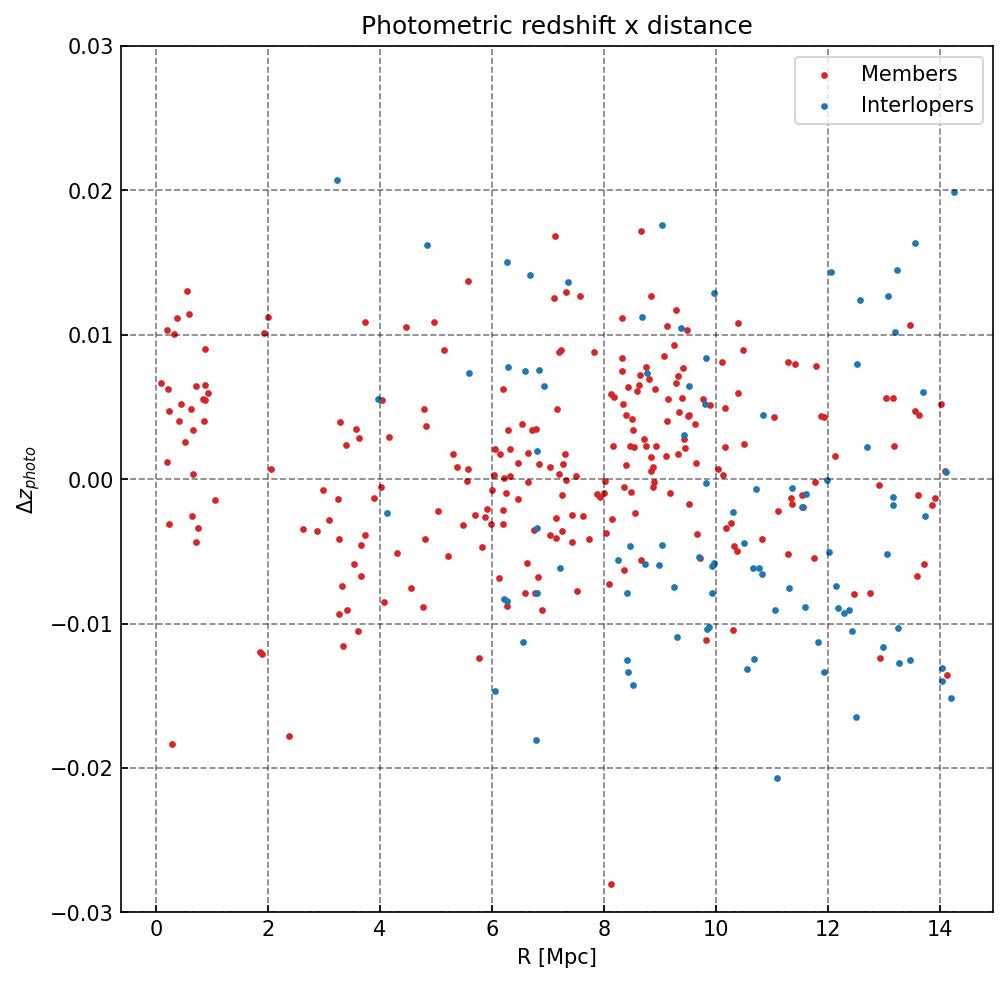 Photometric redshift x distance
Members
Interlopers
0.03
0.02
0.01
0.00
−0.01
−0.02
−0.03
Δz_photo
0 2 4 6 8 10 12 14
R [Mpc]